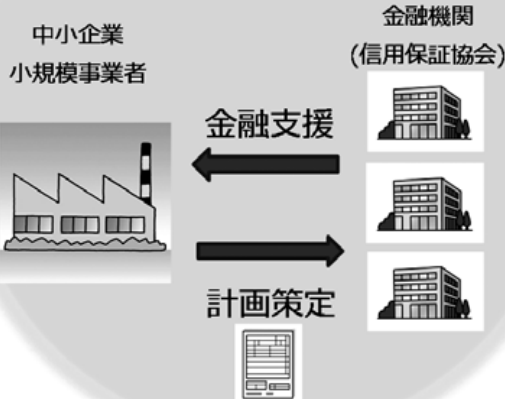 中小企業
小規模事業者
金融機関
(信用保証協会)
金融支援
計画策定